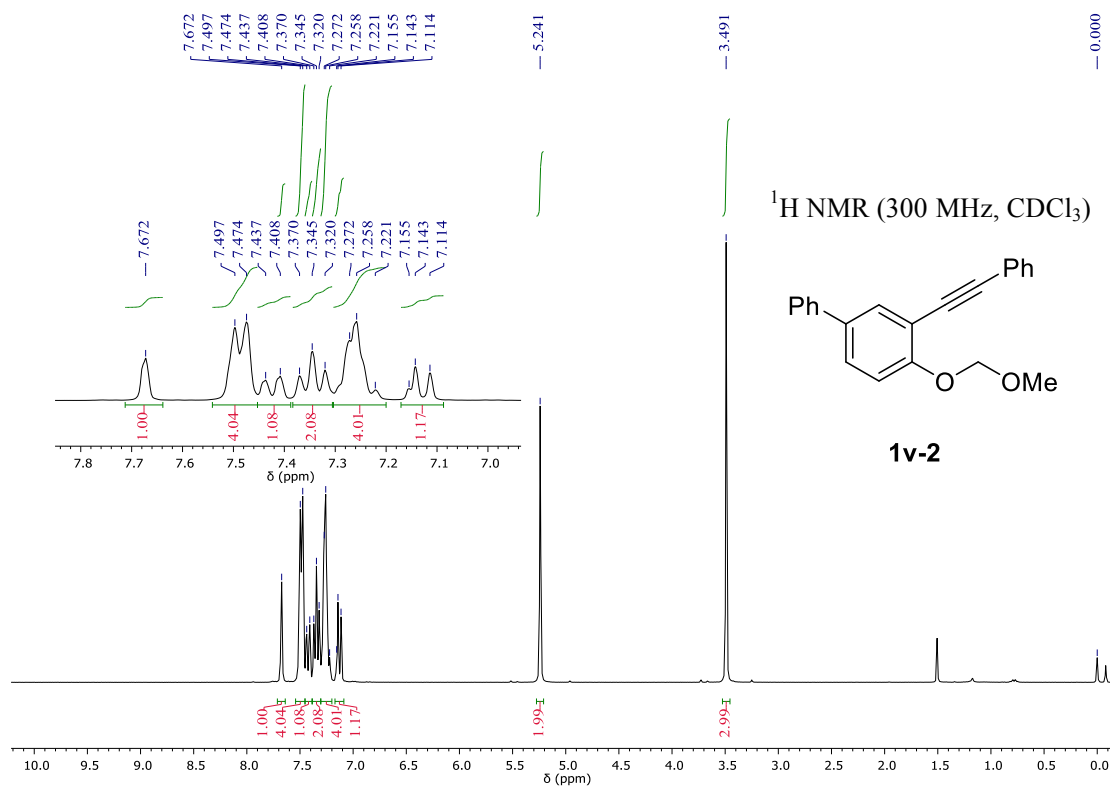 7.672 7.497 7.474 7.437 7.408 7.370 7.345 7.320 7.272 7.258 7.221 7.155 7.143 7.114
5.241
3.491
0.000
7.672 7.497 7.474 7.437 7.408 7.370 7.345 7.320 7.272 7.258 7.221 7.155 7.143 7.114
¹H NMR (300 MHz, CDCl₃)
Ph
Ph
O
OMe
1v-2
1.00 4.04 1.08 2.08 4.01 1.17
7.8 7.7 7.6 7.5 7.4 7.3 7.2 7.1 7.0
δ (ppm)
1.00 4.04 1.08 2.08 4.01 1.17 1.99 2.99
10.0 9.5 9.0 8.5 8.0 7.5 7.0 6.5 6.0 5.5 5.0 4.5 4.0 3.5 3.0 2.5 2.0 1.5 1.0 0.5 0.0
δ (ppm)